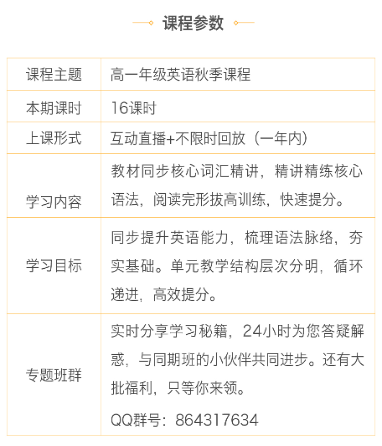 课程参数
课程主题
高一年级英语秋季课程
本期课时
16课时
上课形式
互动直播+不限时回放（一年内）
学习内容
教材同步核心词汇精讲，精讲精练核心
语法，阅读完形拔高训练，快速提分。
学习目标
同步提升英语能力，梳理语法脉络，夯
实基础。单元教学结构层次分明，循环
递进，高效提分。
专题班群
实时分享学习秘籍，24小时为您答疑解
惑，与同期班的小伙伴共同进步。还有大
批福利，只等你来领。
QQ群号：864317634